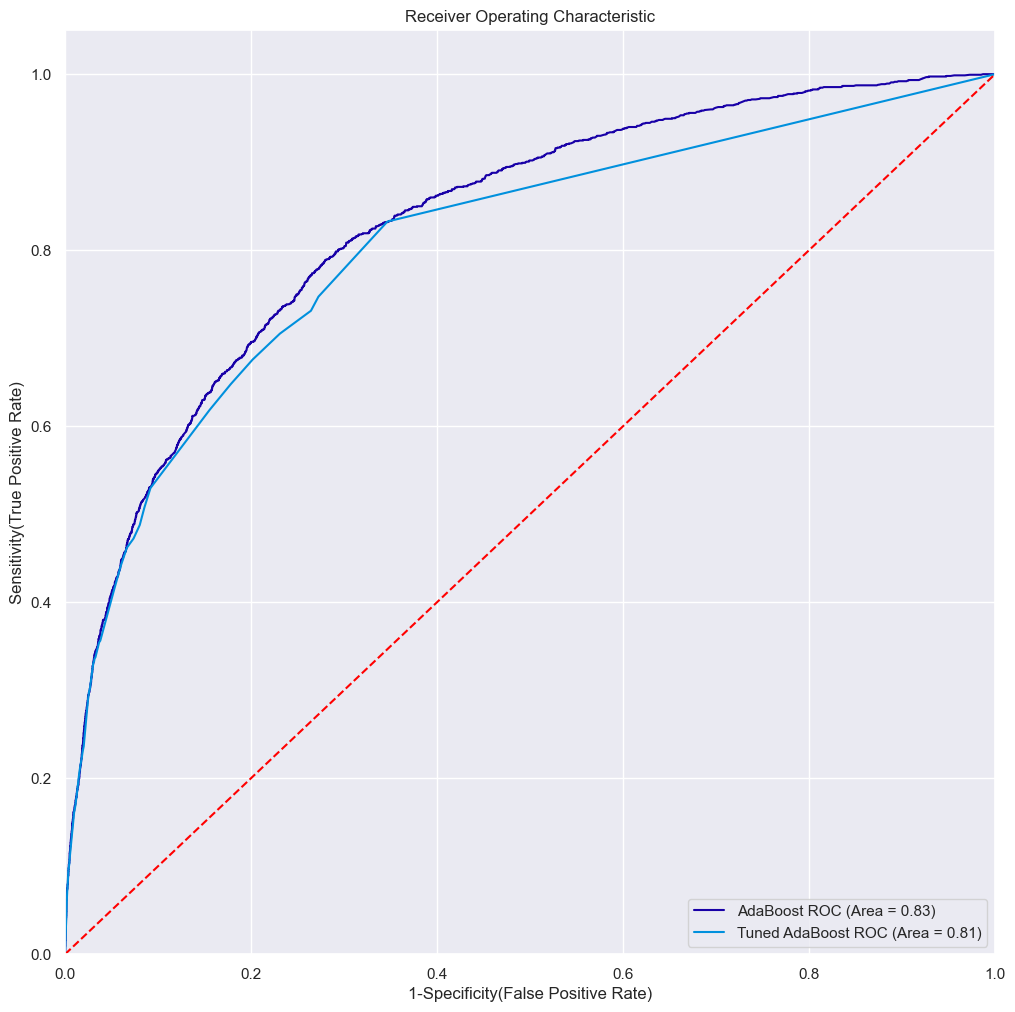 Receiver Operating Characteristic
1.0
0.8
0.6
0.4
0.2
0.0
Sensitivity(True Positive Rate)
0.0 0.2 0.4 0.6 0.8 1.0
1-Specificity(False Positive Rate)
AdaBoost ROC (Area = 0.83)
Tuned AdaBoost ROC (Area = 0.81)